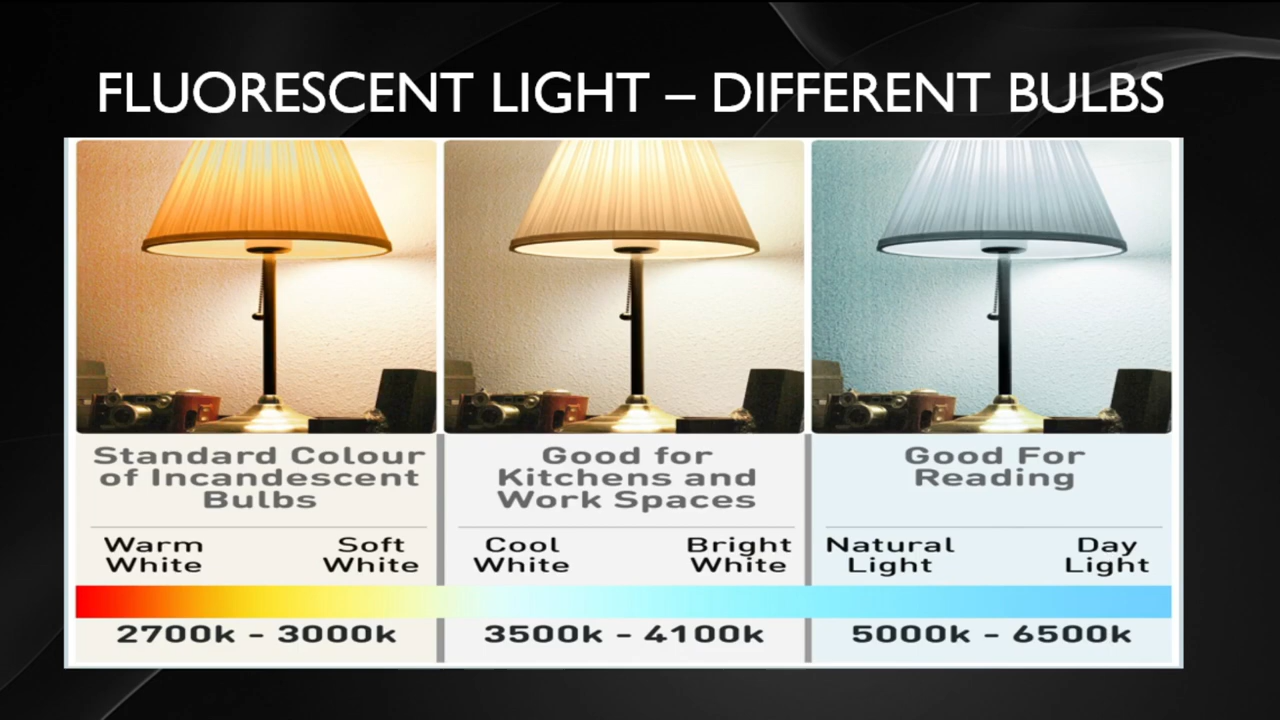 FLUORESCENT LIGHT – DIFFERENT BULBS
Standard Colour
of Incandescent
Bulbs
Warm
White
Soft
White
2700k - 3000k
Good for
Kitchens and
Work Spaces
Cool
White
Bright
White
3500k - 4100k
Good For
Reading
Natural
Light
Day
Light
5000k - 6500k